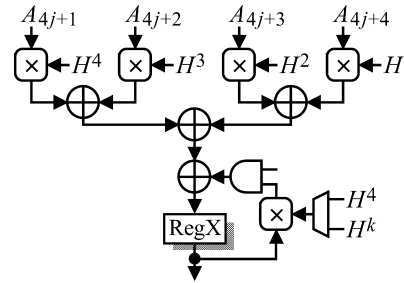 A4j+1 A4j+2 A4j+3 A4j+4
× H⁴ × H³ × H² × H
× H⁴
RegX Hᵏ